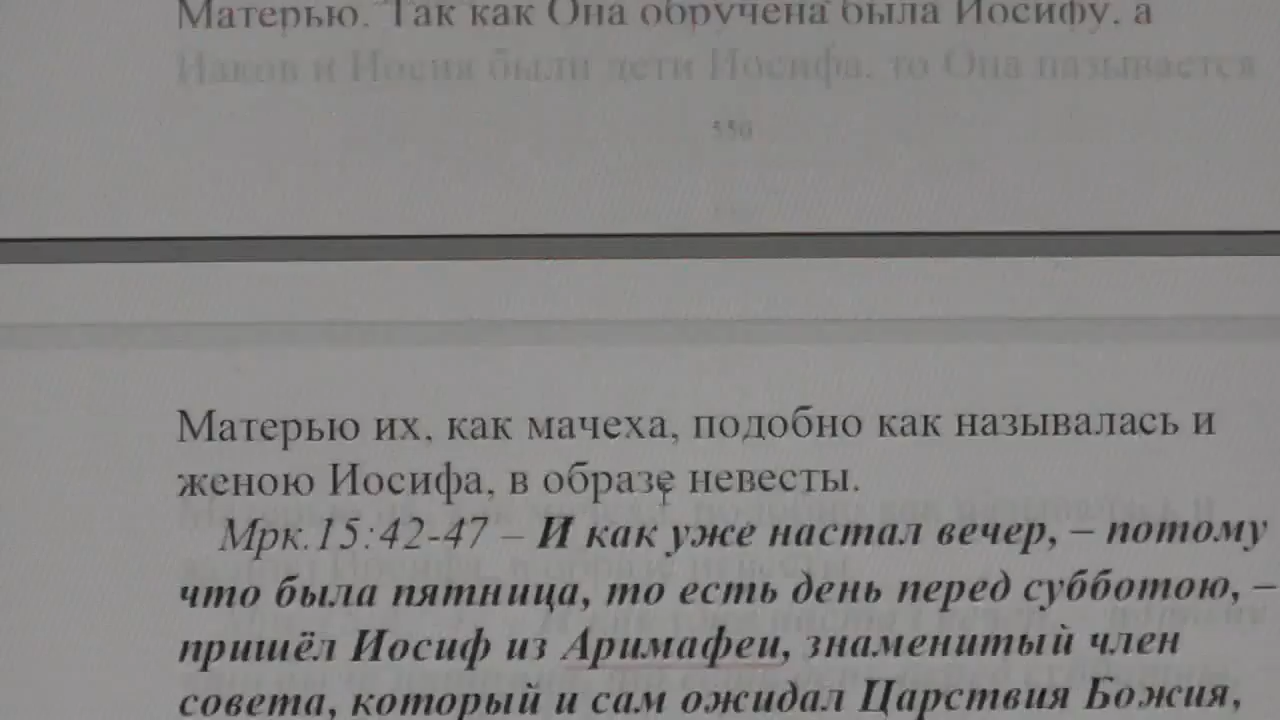 Матерью. Так как Она обручена была Иосифу, а
Иаков и Иосия были дети Иосифа, то Она называется
550
Матерью их, как мачеха, подобно как называлась и
женою Иосифа, в образе невесты.
Мрк.15:42-47 – И как уже настал вечер, – потому
что была пятница, то есть день перед субботою, –
пришёл Иосиф из Аримафеи, знаменитый член
совета, который и сам ожидал Царствия Божия,